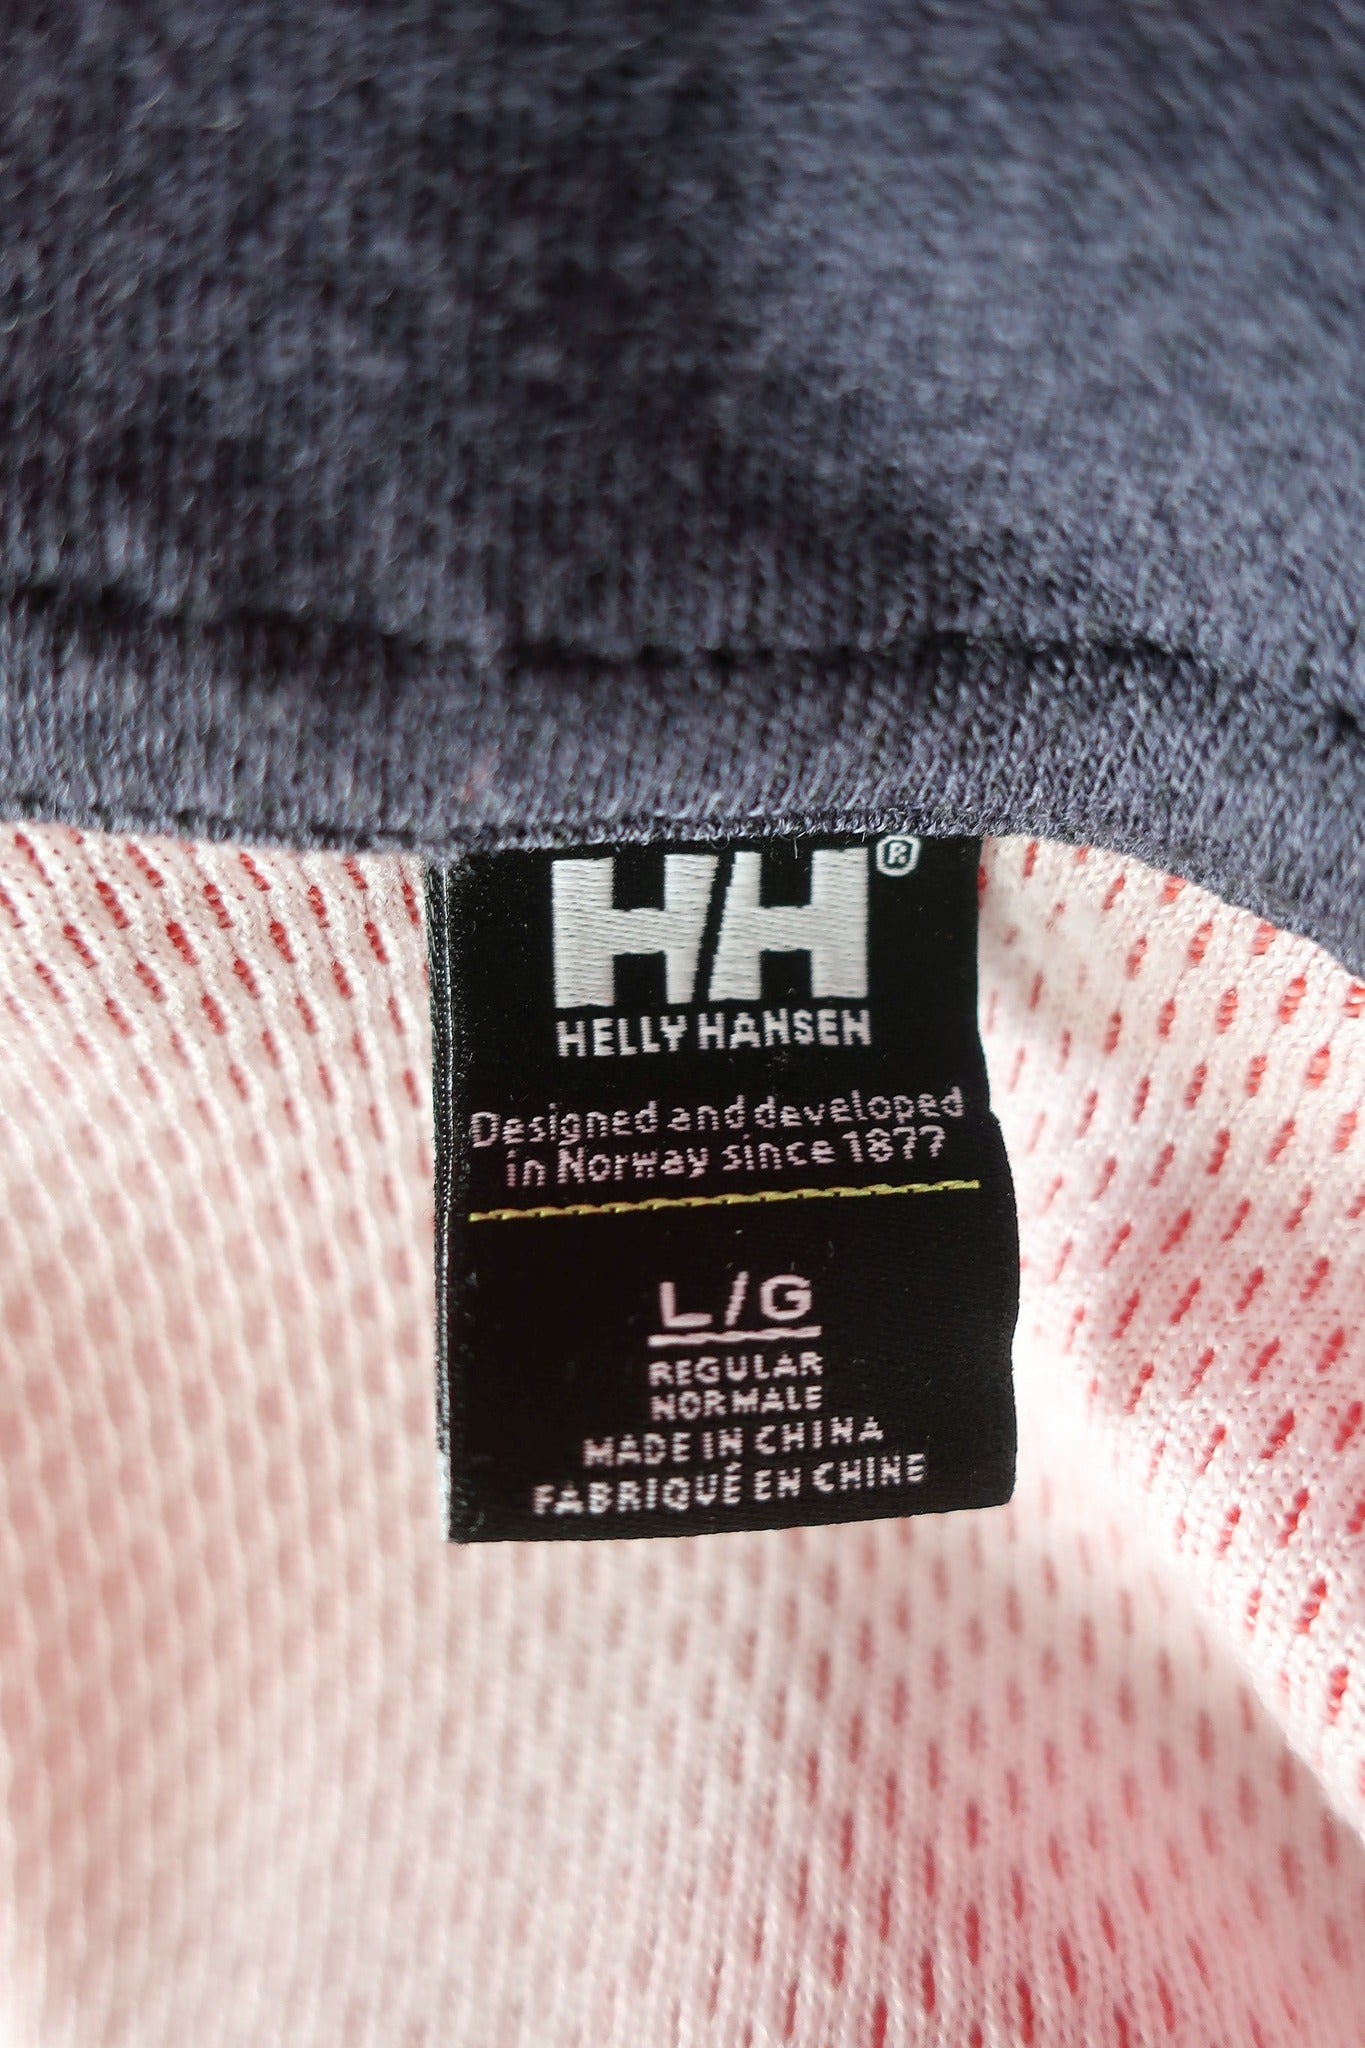 HH®
HELLY HANSEN
Designed and developed
in Norway since 1877
L/G
REGULAR
NORMALE
MADE IN CHINA
FABRIQUÉ EN CHINE